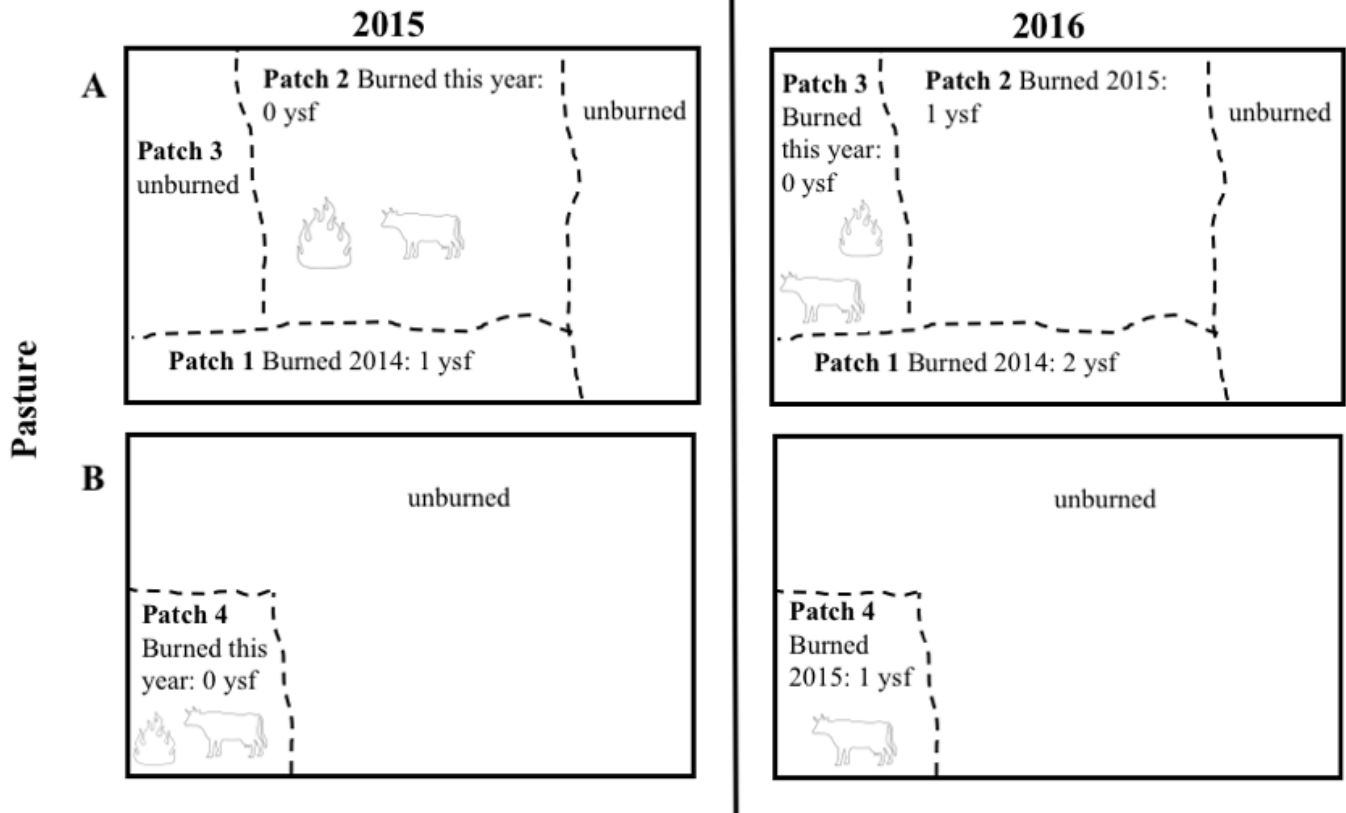 2015
2016
Pasture
A
Patch 2 Burned this year:
0 ysf
unburned
Patch 3
unburned
Patch 1 Burned 2014: 1 ysf
Patch 3
Burned
this year:
0 ysf
Patch 2 Burned 2015:
1 ysf
unburned
Patch 1 Burned 2014: 2 ysf
B
unburned
Patch 4
Burned this
year: 0 ysf
unburned
Patch 4
Burned
2015: 1 ysf